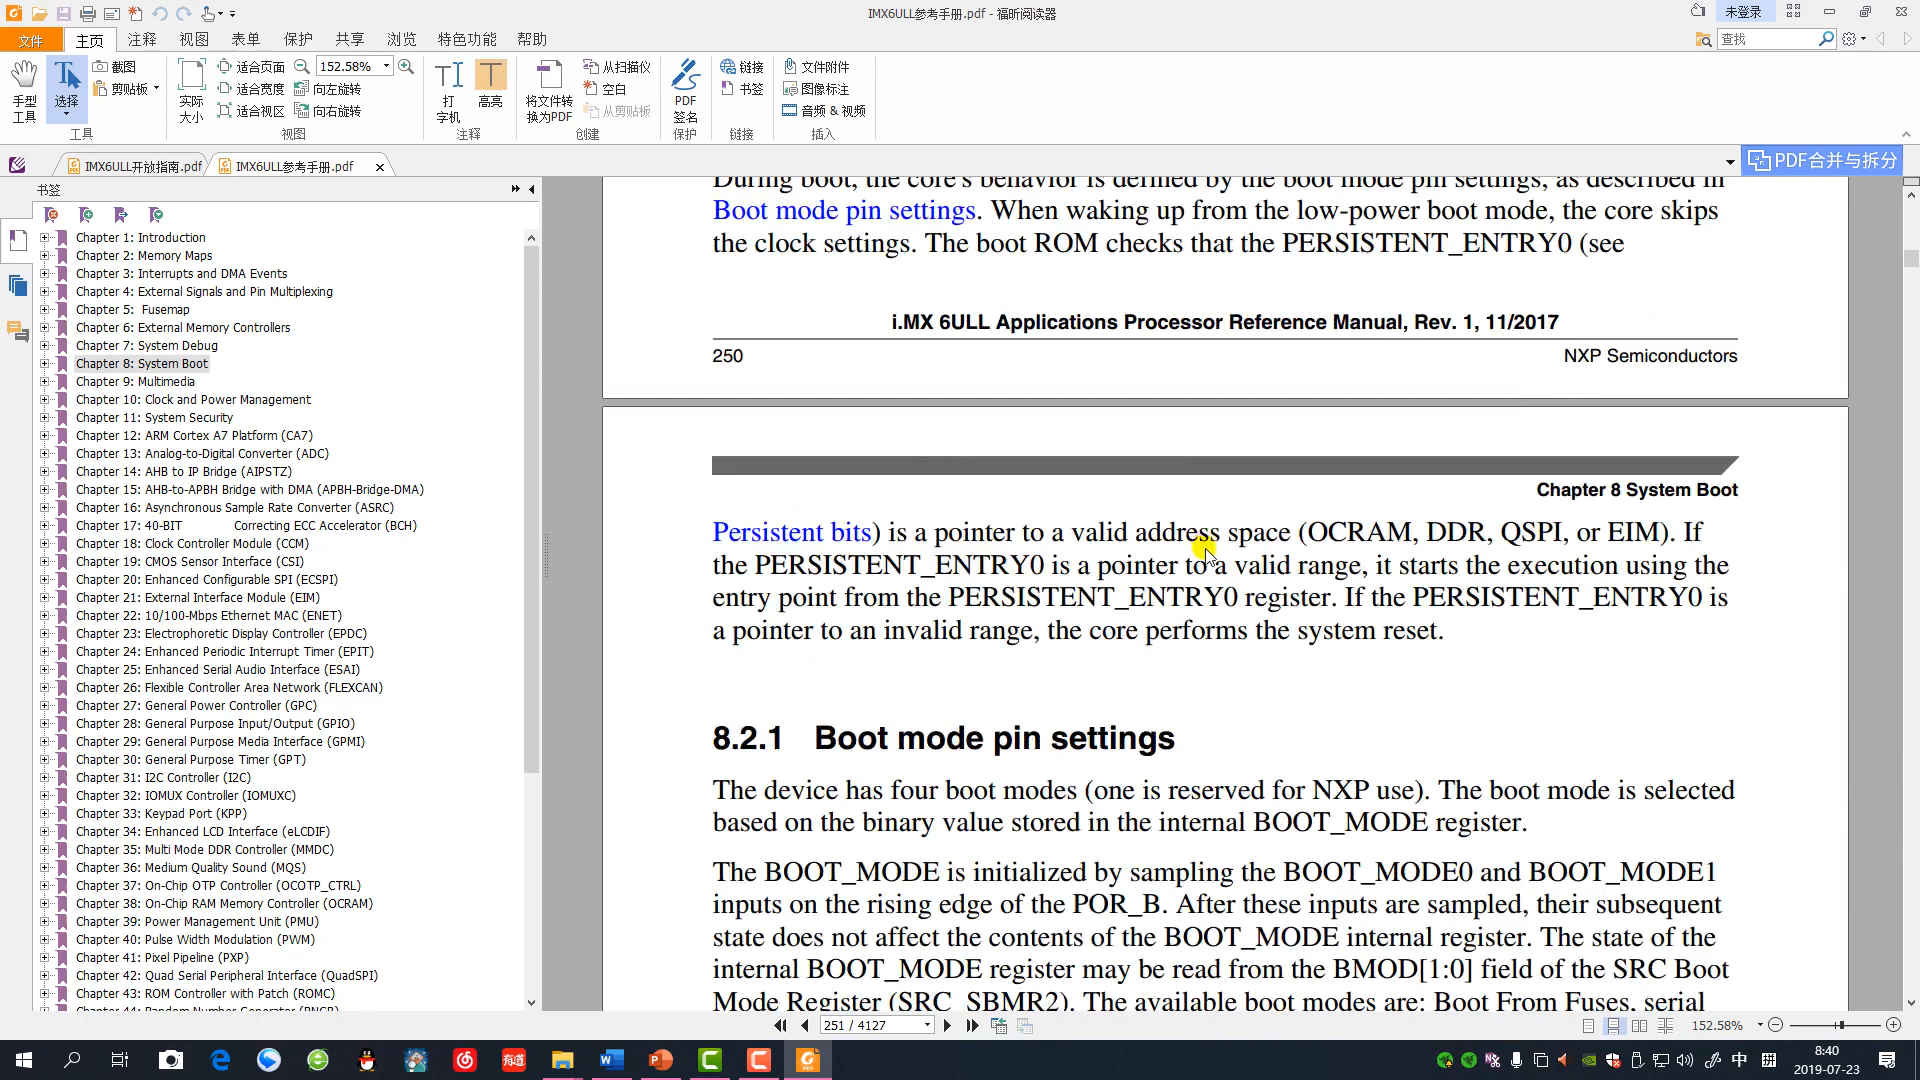 IMX6ULL参考手册.pdf - 福昕阅读器
未登录
文件
主页
注释
视图
表单
保护
共享
浏览
特色功能
帮助
查找
手型
工具
选择
截图
剪贴板
工具
实际
大小
适合页面
适合宽度
适合视区
152.58%
向左旋转
向右旋转
视图
打
字机
高亮
注释
将文件转
换为PDF
从扫描仪
空白
从剪贴板
创建
PDF
签名
保护
链接
书签
链接
文件附件
图像标注
音频 & 视频
插入
IMX6ULL开放指南.pdf
IMX6ULL参考手册.pdf
PDF合并与拆分
书签
Chapter 1: Introduction
Chapter 2: Memory Maps
Chapter 3: Interrupts and DMA Events
Chapter 4: External Signals and Pin Multiplexing
Chapter 5: Fusemap
Chapter 6: External Memory Controllers
Chapter 7: System Debug
Chapter 8: System Boot
Chapter 9: Multimedia
Chapter 10: Clock and Power Management
Chapter 11: System Security
Chapter 12: ARM Cortex A7 Platform (CA7)
Chapter 13: Analog-to-Digital Converter (ADC)
Chapter 14: AHB to IP Bridge (AIPSTZ)
Chapter 15: AHB-to-APBH Bridge with DMA (APBH-Bridge-DMA)
Chapter 16: Asynchronous Sample Rate Converter (ASRC)
Chapter 17: 40-BIT Correcting ECC Accelerator (BCH)
Chapter 18: Clock Controller Module (CCM)
Chapter 19: CMOS Sensor Interface (CSI)
Chapter 20: Enhanced Configurable SPI (ECSPI)
Chapter 21: External Interface Module (EIM)
Chapter 22: 10/100-Mbps Ethernet MAC (ENET)
Chapter 23: Electrophoretic Display Controller (EPDC)
Chapter 24: Enhanced Periodic Interrupt Timer (EPIT)
Chapter 25: Enhanced Serial Audio Interface (ESAI)
Chapter 26: Flexible Controller Area Network (FLEXCAN)
Chapter 27: General Power Controller (GPC)
Chapter 28: General Purpose Input/Output (GPIO)
Chapter 29: General Purpose Media Interface (GPMI)
Chapter 30: General Purpose Timer (GPT)
Chapter 31: I2C Controller (I2C)
Chapter 32: IOMUX Controller (IOMUXC)
Chapter 33: Keypad Port (KPP)
Chapter 34: Enhanced LCD Interface (eLCDIF)
Chapter 35: Multi Mode DDR Controller (MMDC)
Chapter 36: Medium Quality Sound (MQS)
Chapter 37: On-Chip OTP Controller (OCOTP_CTRL)
Chapter 38: On-Chip RAM Memory Controller (OCRAM)
Chapter 39: Power Management Unit (PMU)
Chapter 40: Pulse Width Modulation (PWM)
Chapter 41: Pixel Pipeline (PXP)
Chapter 42: Quad Serial Peripheral Interface (QuadSPI)
Chapter 43: ROM Controller with Patch (ROMC)
Chapter 44: Random Number Generator (RNGB)
During boot, the core's behavior is defined by the boot mode pin settings, as described in
Boot mode pin settings. When waking up from the low-power boot mode, the core skips
the clock settings. The boot ROM checks that the PERSISTENT_ENTRY0 (see
i.MX 6ULL Applications Processor Reference Manual, Rev. 1, 11/2017
250
NXP Semiconductors
Chapter 8 System Boot
Persistent bits) is a pointer to a valid address space (OCRAM, DDR, QSPI, or EIM). If
the PERSISTENT_ENTRY0 is a pointer to a valid range, it starts the execution using the
entry point from the PERSISTENT_ENTRY0 register. If the PERSISTENT_ENTRY0 is
a pointer to an invalid range, the core performs the system reset.
8.2.1 Boot mode pin settings
The device has four boot modes (one is reserved for NXP use). The boot mode is selected
based on the binary value stored in the internal BOOT_MODE register.
The BOOT_MODE is initialized by sampling the BOOT_MODE0 and BOOT_MODE1
inputs on the rising edge of the POR_B. After these inputs are sampled, their subsequent
state does not affect the contents of the BOOT_MODE internal register. The state of the
internal BOOT_MODE register may be read from the BMOD[1:0] field of the SRC Boot
Mode Register (SRC_SBMR2). The available boot modes are: Boot From Fuses, serial
251 / 4127
152.58%
有道
中
拼
8:40
2019-07-23